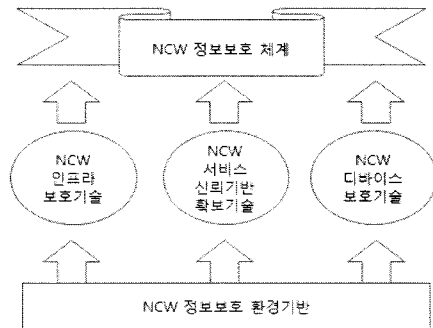 NCW 정보보호 체계
NCW
인프라
보호기술
NCW
서비스
신뢰기반
확보기술
NCW
디바이스
보호기술
NCW 정보보호 환경기반